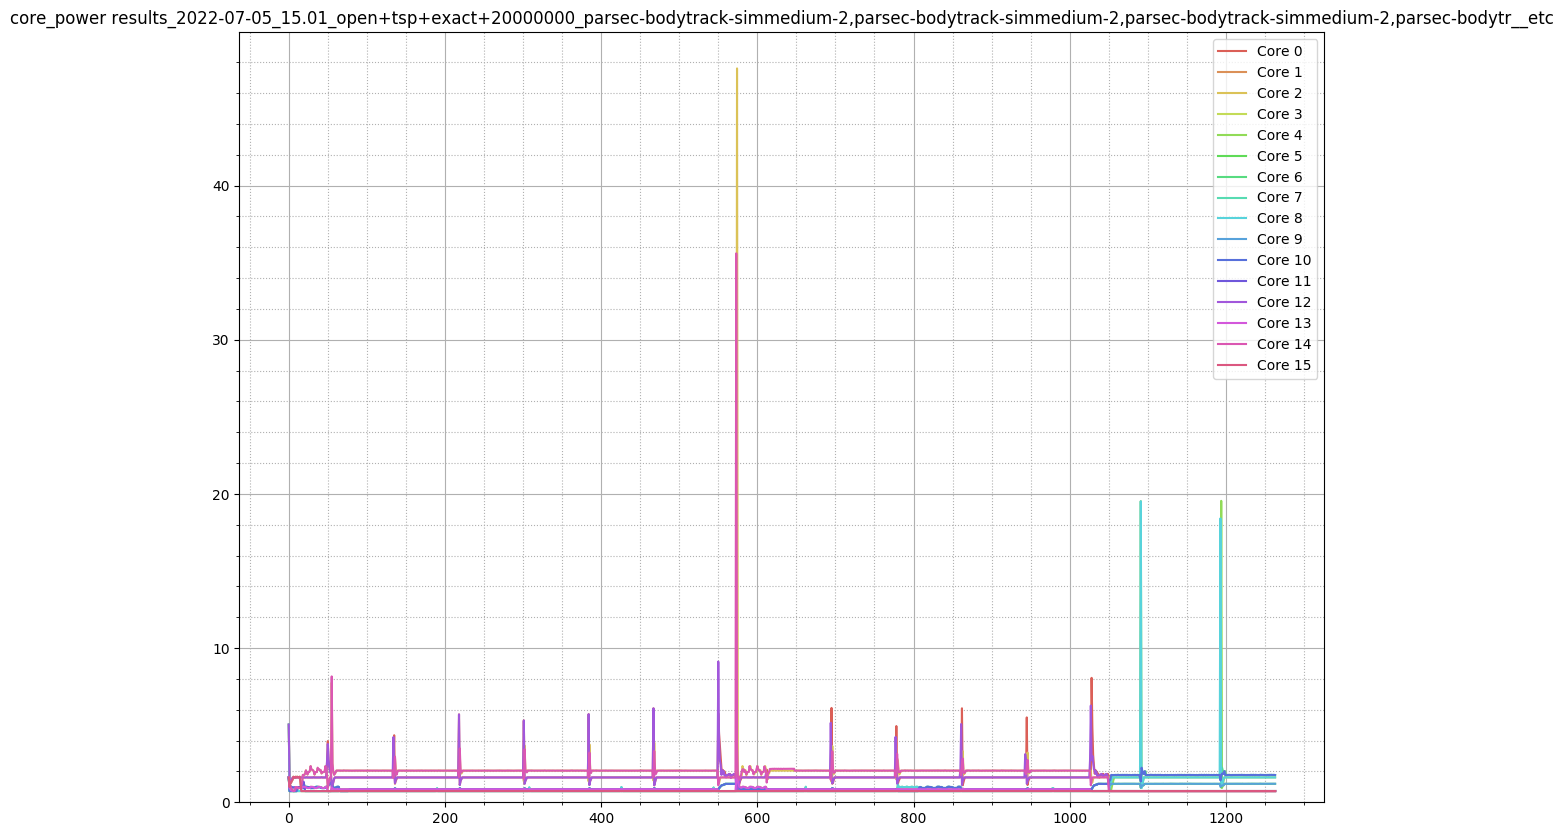 core_power results_2022-07-05_15.01_open+tsp+exact+20000000_parsec-bodytrack-simmedium-2,parsec-bodytrack-simmedium-2,parsec-bodytrack-simmedium-2,parsec-bodytr__etc
Core 0
Core 1
Core 2
Core 3
Core 4
Core 5
Core 6
Core 7
Core 8
Core 9
Core 10
Core 11
Core 12
Core 13
Core 14
Core 15
40
30
20
10
0
0 200 400 600 800 1000 1200